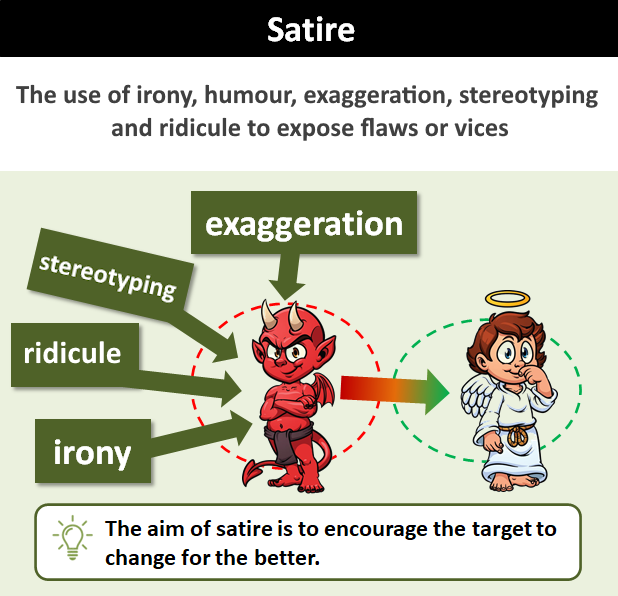 Satire
The use of irony, humour, exaggeration, stereotyping
and ridicule to expose flaws or vices
exaggeration
stereotyping
ridicule
irony
The aim of satire is to encourage the target to
change for the better.